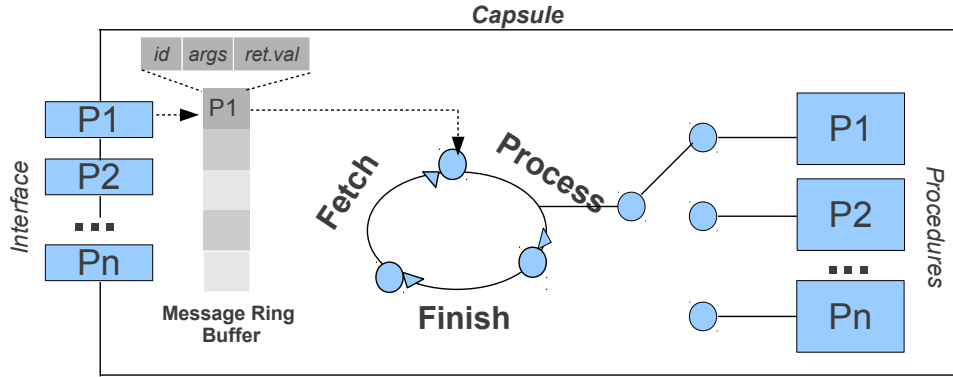 Capsule
id args ret.val
Interface
P1
P2
...
Pn
P1
Message Ring
Buffer
Fetch
Process
Finish
P1
P2
...
Pn
Procedures